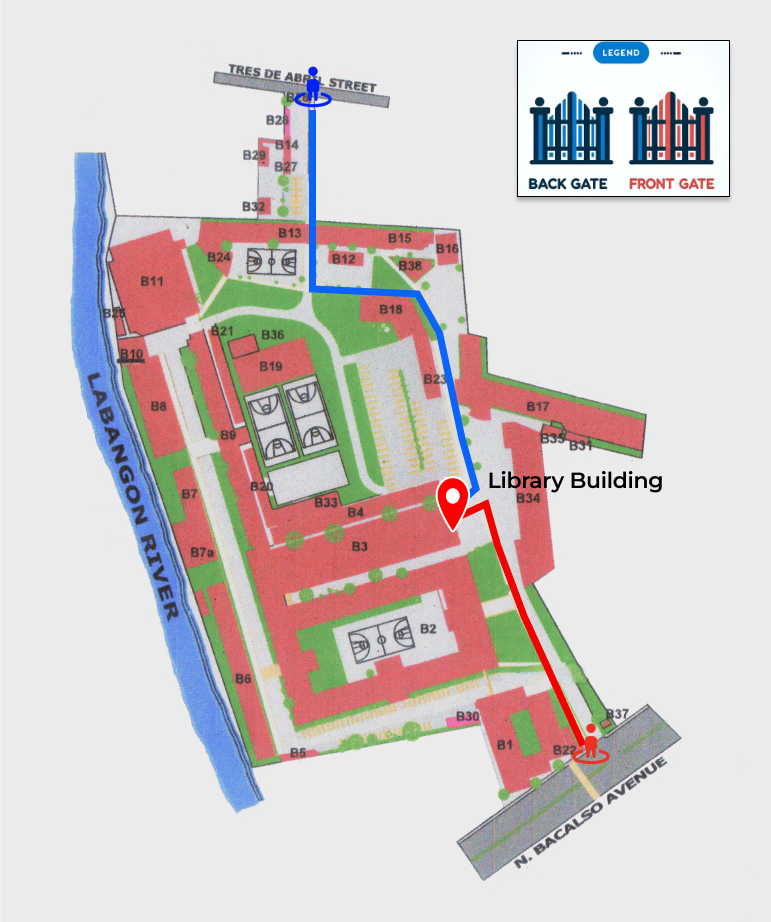 LEGEND
BACK GATE
FRONT GATE
TRES DE ABRIL STREET
B28
B14
B29
B27
B32
B13
B15
B16
B24
B12
B38
B11
B18
B21
B36
B10
B19
B23
B8
B17
B9
B35
B31
Library Building
B20
B7
B33
B34
B4
B3
B7a
LABANGON RIVER
B2
B6
B30
B37
B1
B22
B5
N. BACALSO AVENUE